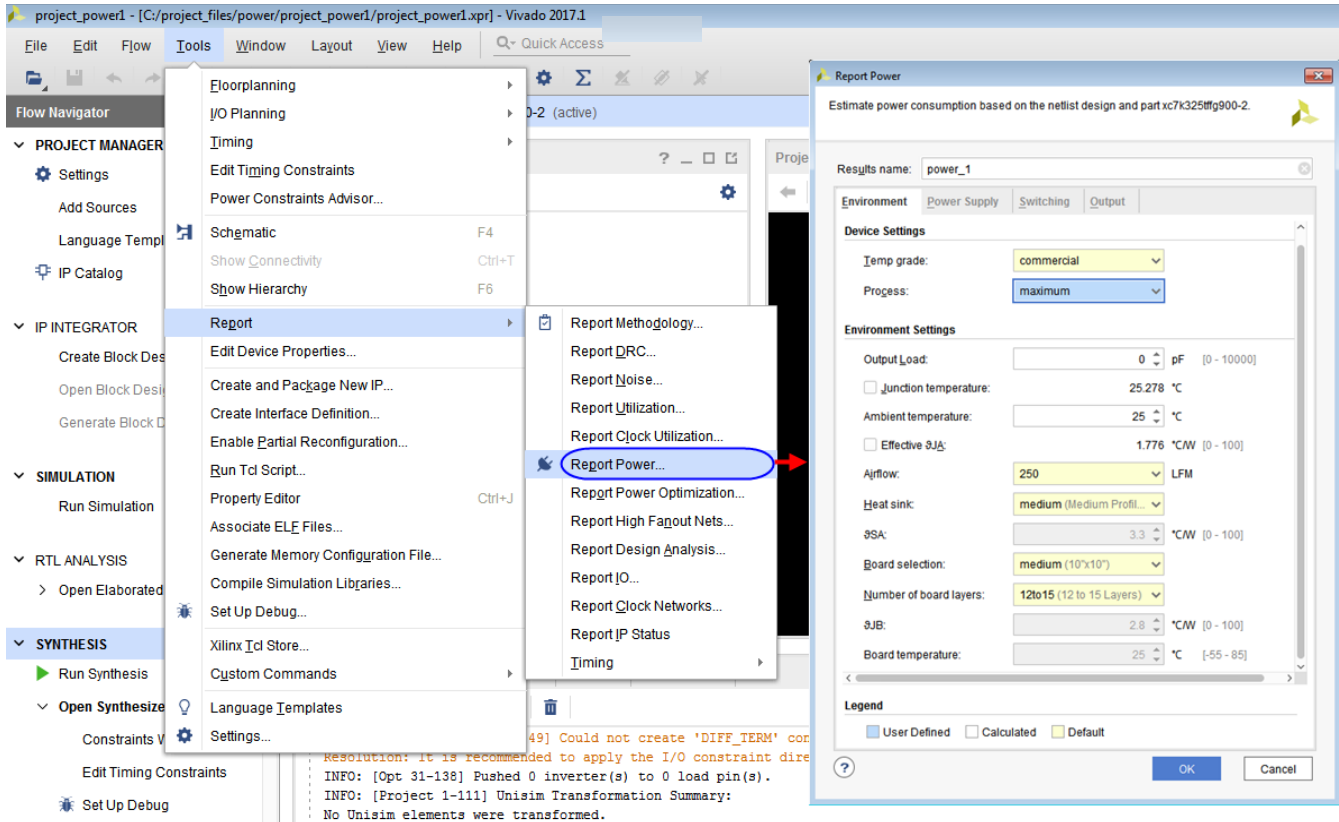 project_power1 - [C:/project_files/power/project_power1/project_power1.xpr] - Vivado 2017.1
File Edit Flow Tools Window Layout View Help Quick Access
Flow Navigator
PROJECT MANAGER
Settings
Add Sources
Language Templ
IP Catalog
IP INTEGRATOR
Create Block Des
Open Block Desi
Generate Block D
SIMULATION
Run Simulation
RTL ANALYSIS
Open Elaborated
SYNTHESIS
Run Synthesis
Open Synthesize
Constraints W
Edit Timing Constraints
Set Up Debug
Floorplanning
I/O Planning
Timing
Edit Timing Constraints
Power Constraints Advisor...
Schematic F4
Show Connectivity Ctrl+T
Show Hierarchy F6
Report
Edit Device Properties...
Create and Package New IP...
Create Interface Definition...
Enable Partial Reconfiguration...
Run Tcl Script...
Property Editor Ctrl+J
Associate ELF Files...
Generate Memory Configuration File...
Compile Simulation Libraries...
Set Up Debug...
Xilinx Tcl Store...
Custom Commands
Language Templates
Settings...
0-2 (active)
? _
Proje
Report Methodology...
Report DRC...
Report Noise...
Report Utilization...
Report Clock Utilization...
Report Power...
Report Power Optimization...
Report High Fanout Nets...
Report Design Analysis...
Report IO...
Report Clock Networks...
Report IP Status
Timing
49] Could not create 'DIFF_TERM' con
Resolution: It is recommended to apply the I/O constraint dire
INFO: [Opt 31-138] Pushed 0 inverter(s) to 0 load pin(s).
INFO: [Project 1-111] Unisim Transformation Summary:
No Unisim elements were transformed.
Report Power
Estimate power consumption based on the netlist design and part xc7k325tffg900-2.
Results name: power_1
Environment Power Supply Switching Output
Device Settings
Temp grade: commercial
Process: maximum
Environment Settings
Output Load: 0 pF [0 - 10000]
Junction temperature: 25.278 °C
Ambient temperature: 25 °C
Effective ϑJA: 1.776 °C/W [0 - 100]
Airflow: 250 LFM
Heat sink: medium (Medium Profil...
ϑSA: 3.3 °C/W [0 - 100]
Board selection: medium (10"x10")
Number of board layers: 12to15 (12 to 15 Layers)
ϑJB: 2.8 °C/W [0 - 100]
Board temperature: 25 °C [-55 - 85]
Legend
User Defined Calculated Default
? OK Cancel